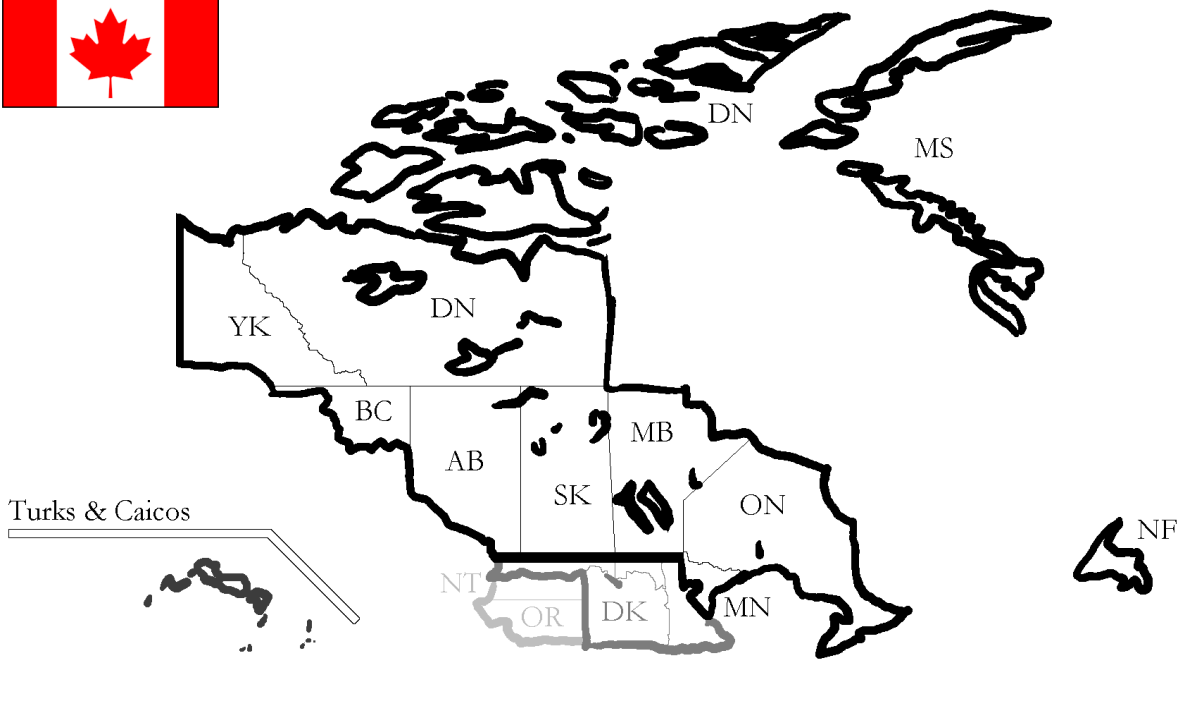 DN
MS
DN
YK
BC
MB
AB
SK
ON
Turks & Caicos
NF
NT
OR
DK
MN